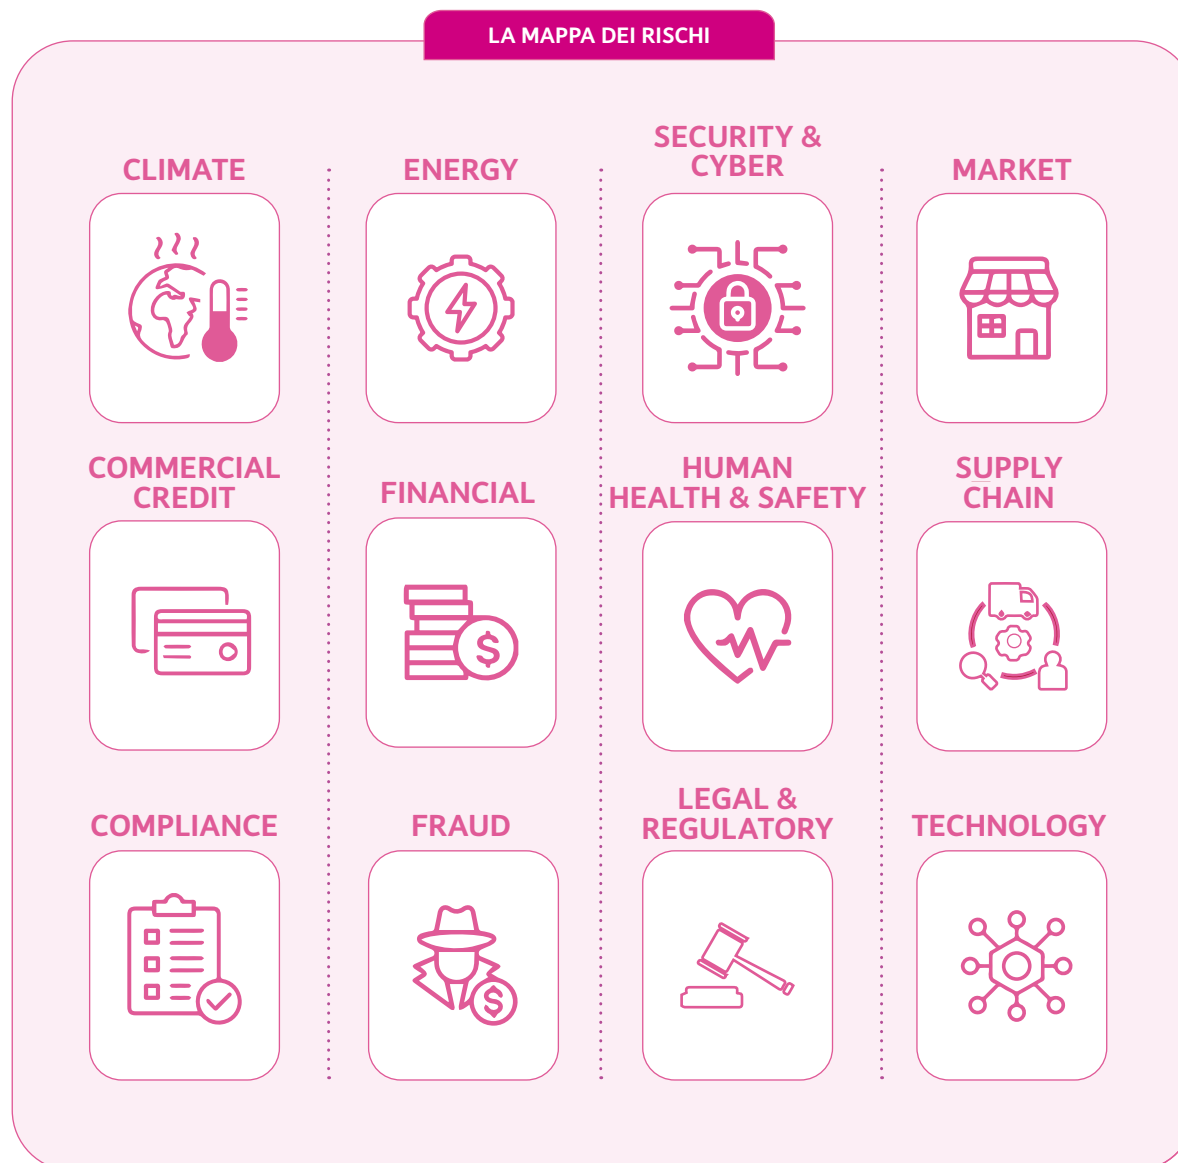 LA MAPPA DEI RISCHI
CLIMATE
ENERGY
SECURITY &
CYBER
MARKET
COMMERCIAL
CREDIT
FINANCIAL
HUMAN
HEALTH & SAFETY
SUPPLY
CHAIN
$
COMPLIANCE
FRAUD
LEGAL &
REGULATORY
TECHNOLOGY
$